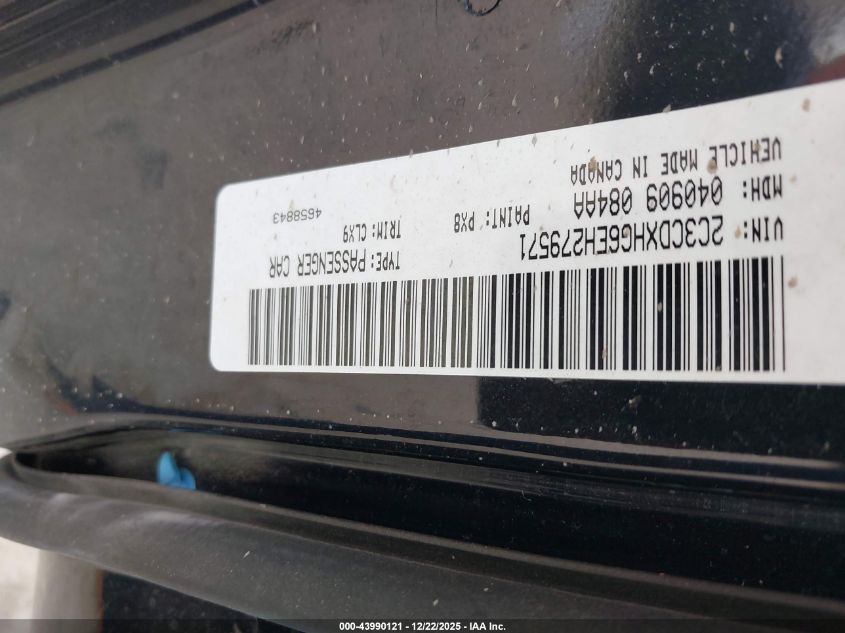 VIN: 2C3CDXHG6EH279571 TYPE: PASSENGER CAR
MDH: 040909 084AA PAINT: PX8 TRIM: CLX9
VEHICLE MADE IN CANADA 4658843
000-43990121 - 12/22/2025 - IAA Inc.